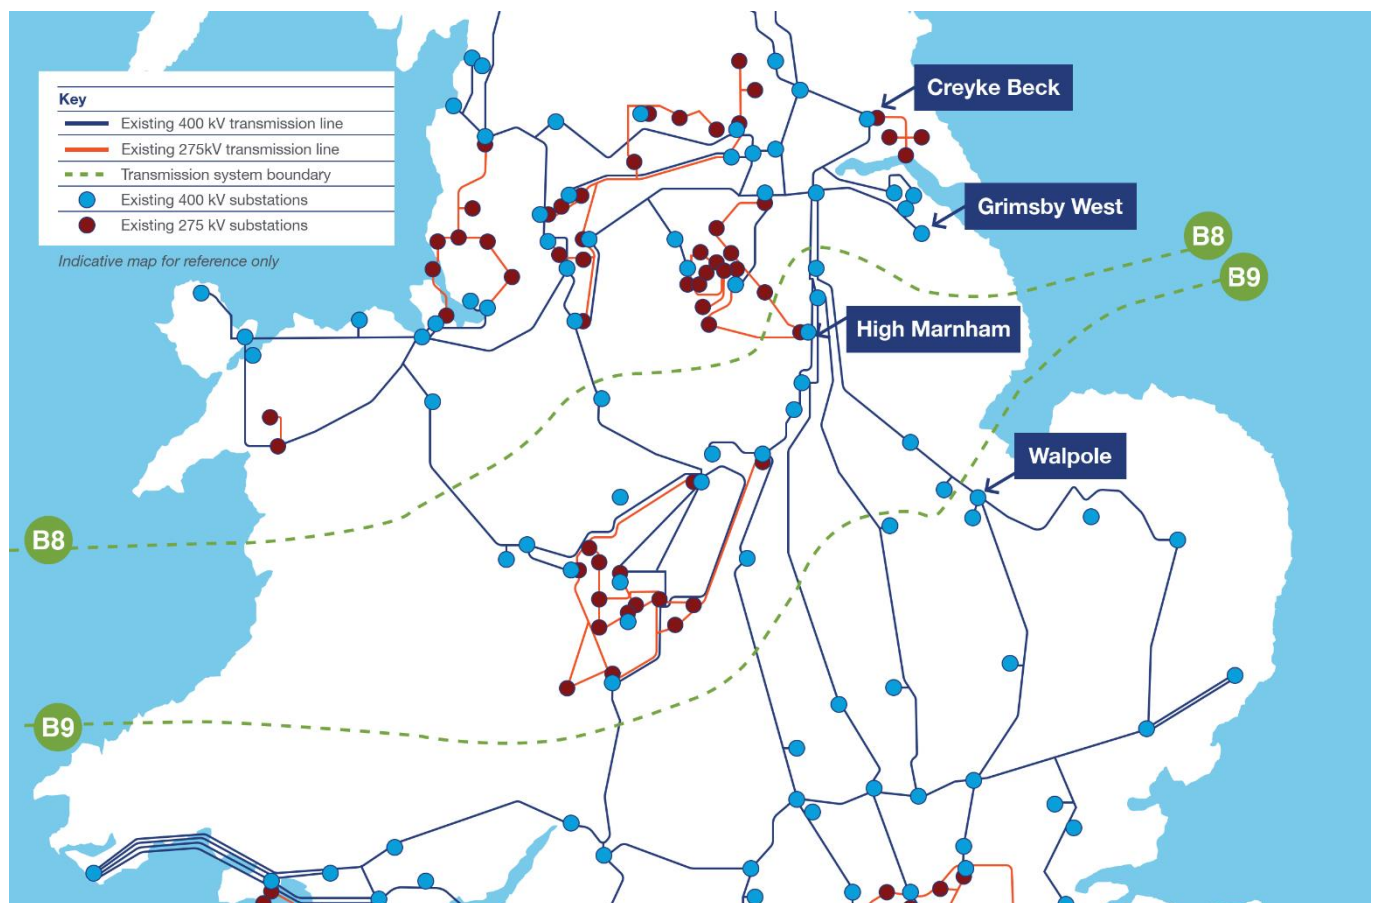 Key
Existing 400 kV transmission line
Existing 275kV transmission line
Transmission system boundary
Existing 400 kV substations
Existing 275 kV substations
Indicative map for reference only
Creyke Beck
Grimsby West
B8
B9
High Marnham
Walpole
B8
B9